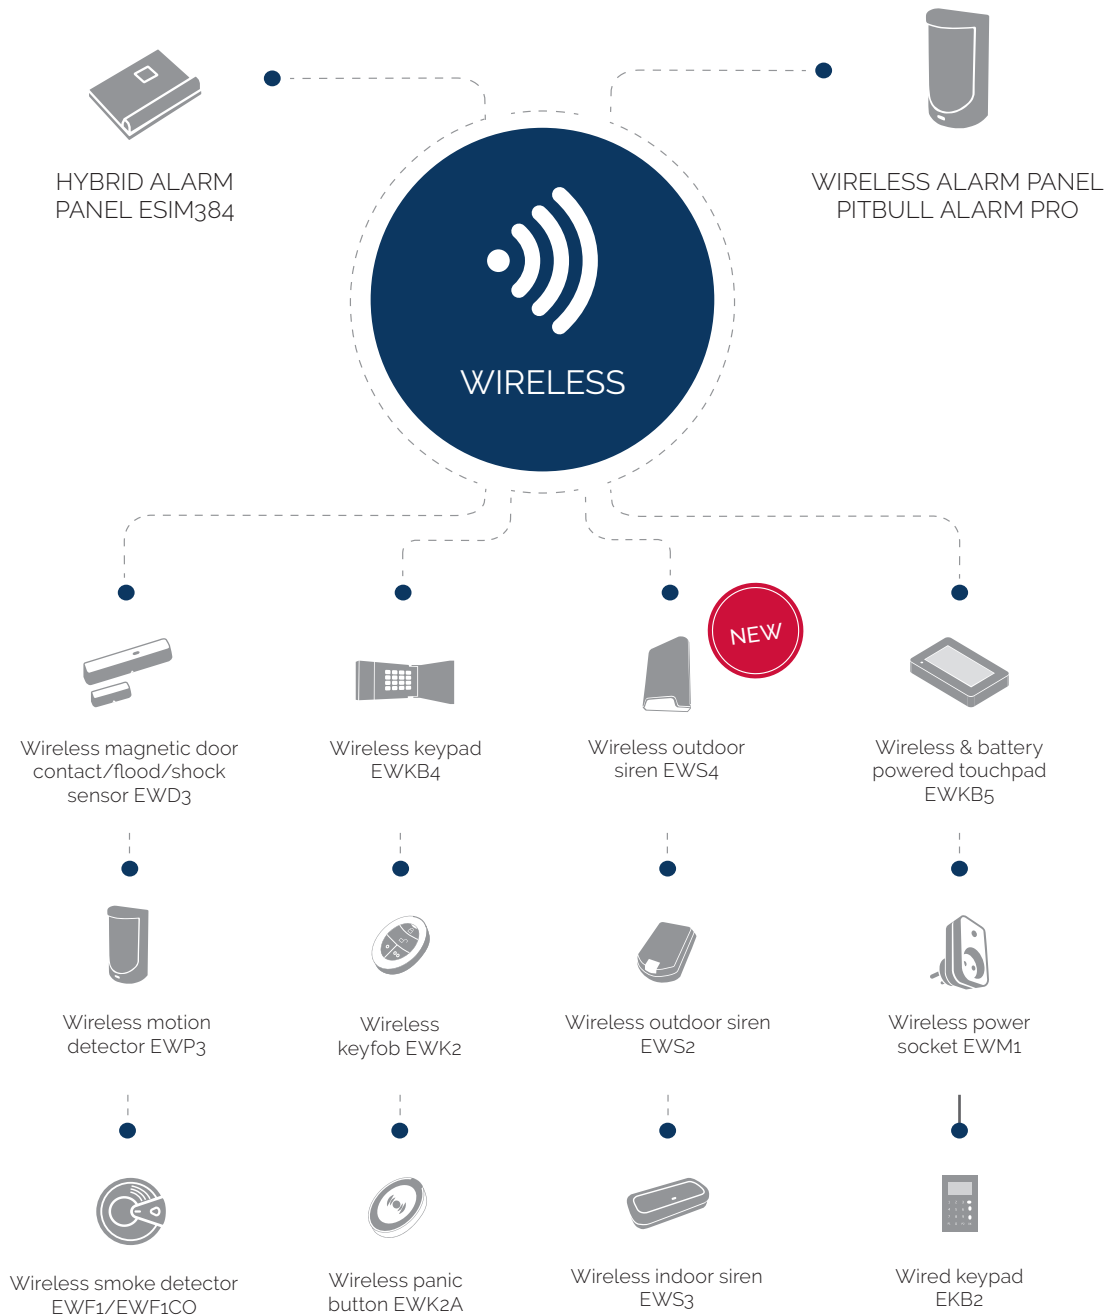 HYBRID ALARM
PANEL ESIM384
WIRELESS ALARM PANEL
PITBULL ALARM PRO
WIRELESS
NEW
Wireless magnetic door
contact/flood/shock
sensor EWD3
Wireless keypad
EWKB4
Wireless outdoor
siren EWS4
Wireless & battery
powered touchpad
EWKB5
Wireless motion
detector EWP3
Wireless
keyfob EWK2
Wireless outdoor siren
EWS2
Wireless power
socket EWM1
Wireless smoke detector
EWF1/EWF1CO
Wireless panic
button EWK2A
Wireless indoor siren
EWS3
Wired keypad
EKB2